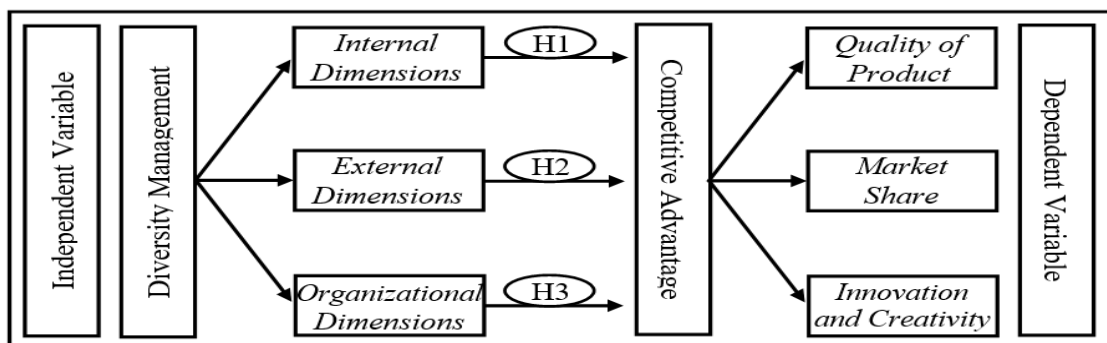 Independent Variable
Diversity Management
Internal
Dimensions
H1
External
Dimensions
H2
Organizational
Dimensions
H3
Competitive Advantage
Quality of
Product
Market
Share
Innovation
and Creativity
Dependent Variable